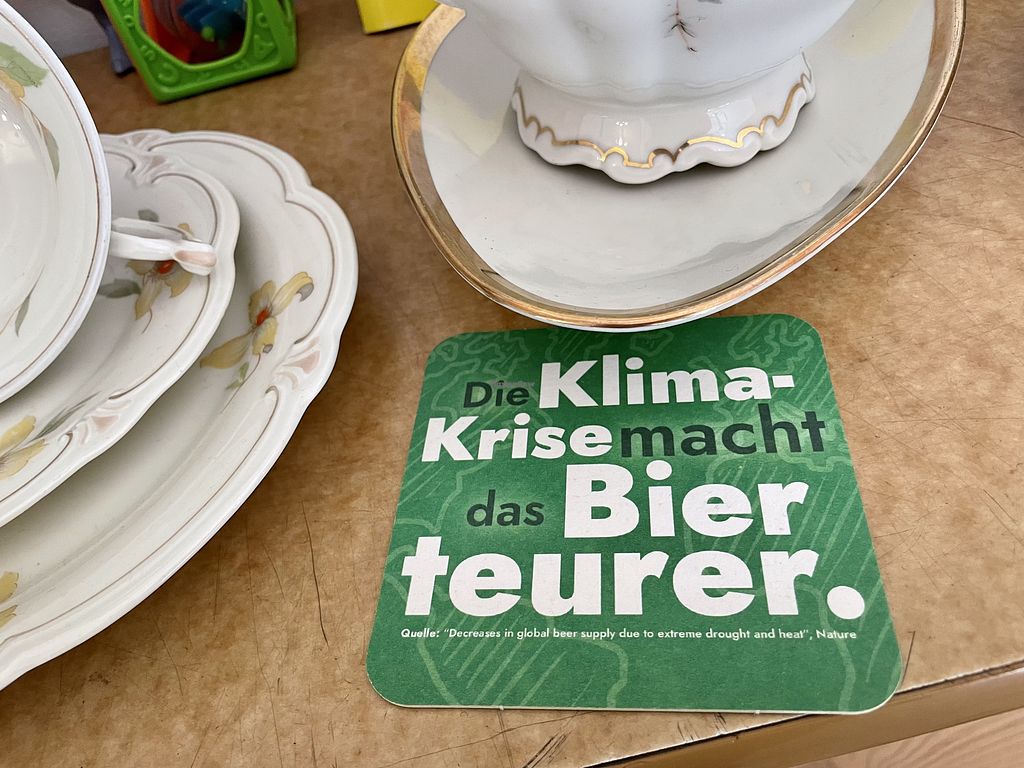 Die Klima-
Krise macht
das Bier
teurer.
Quelle: "Decreases in global beer supply due to extreme drought and heat", Nature